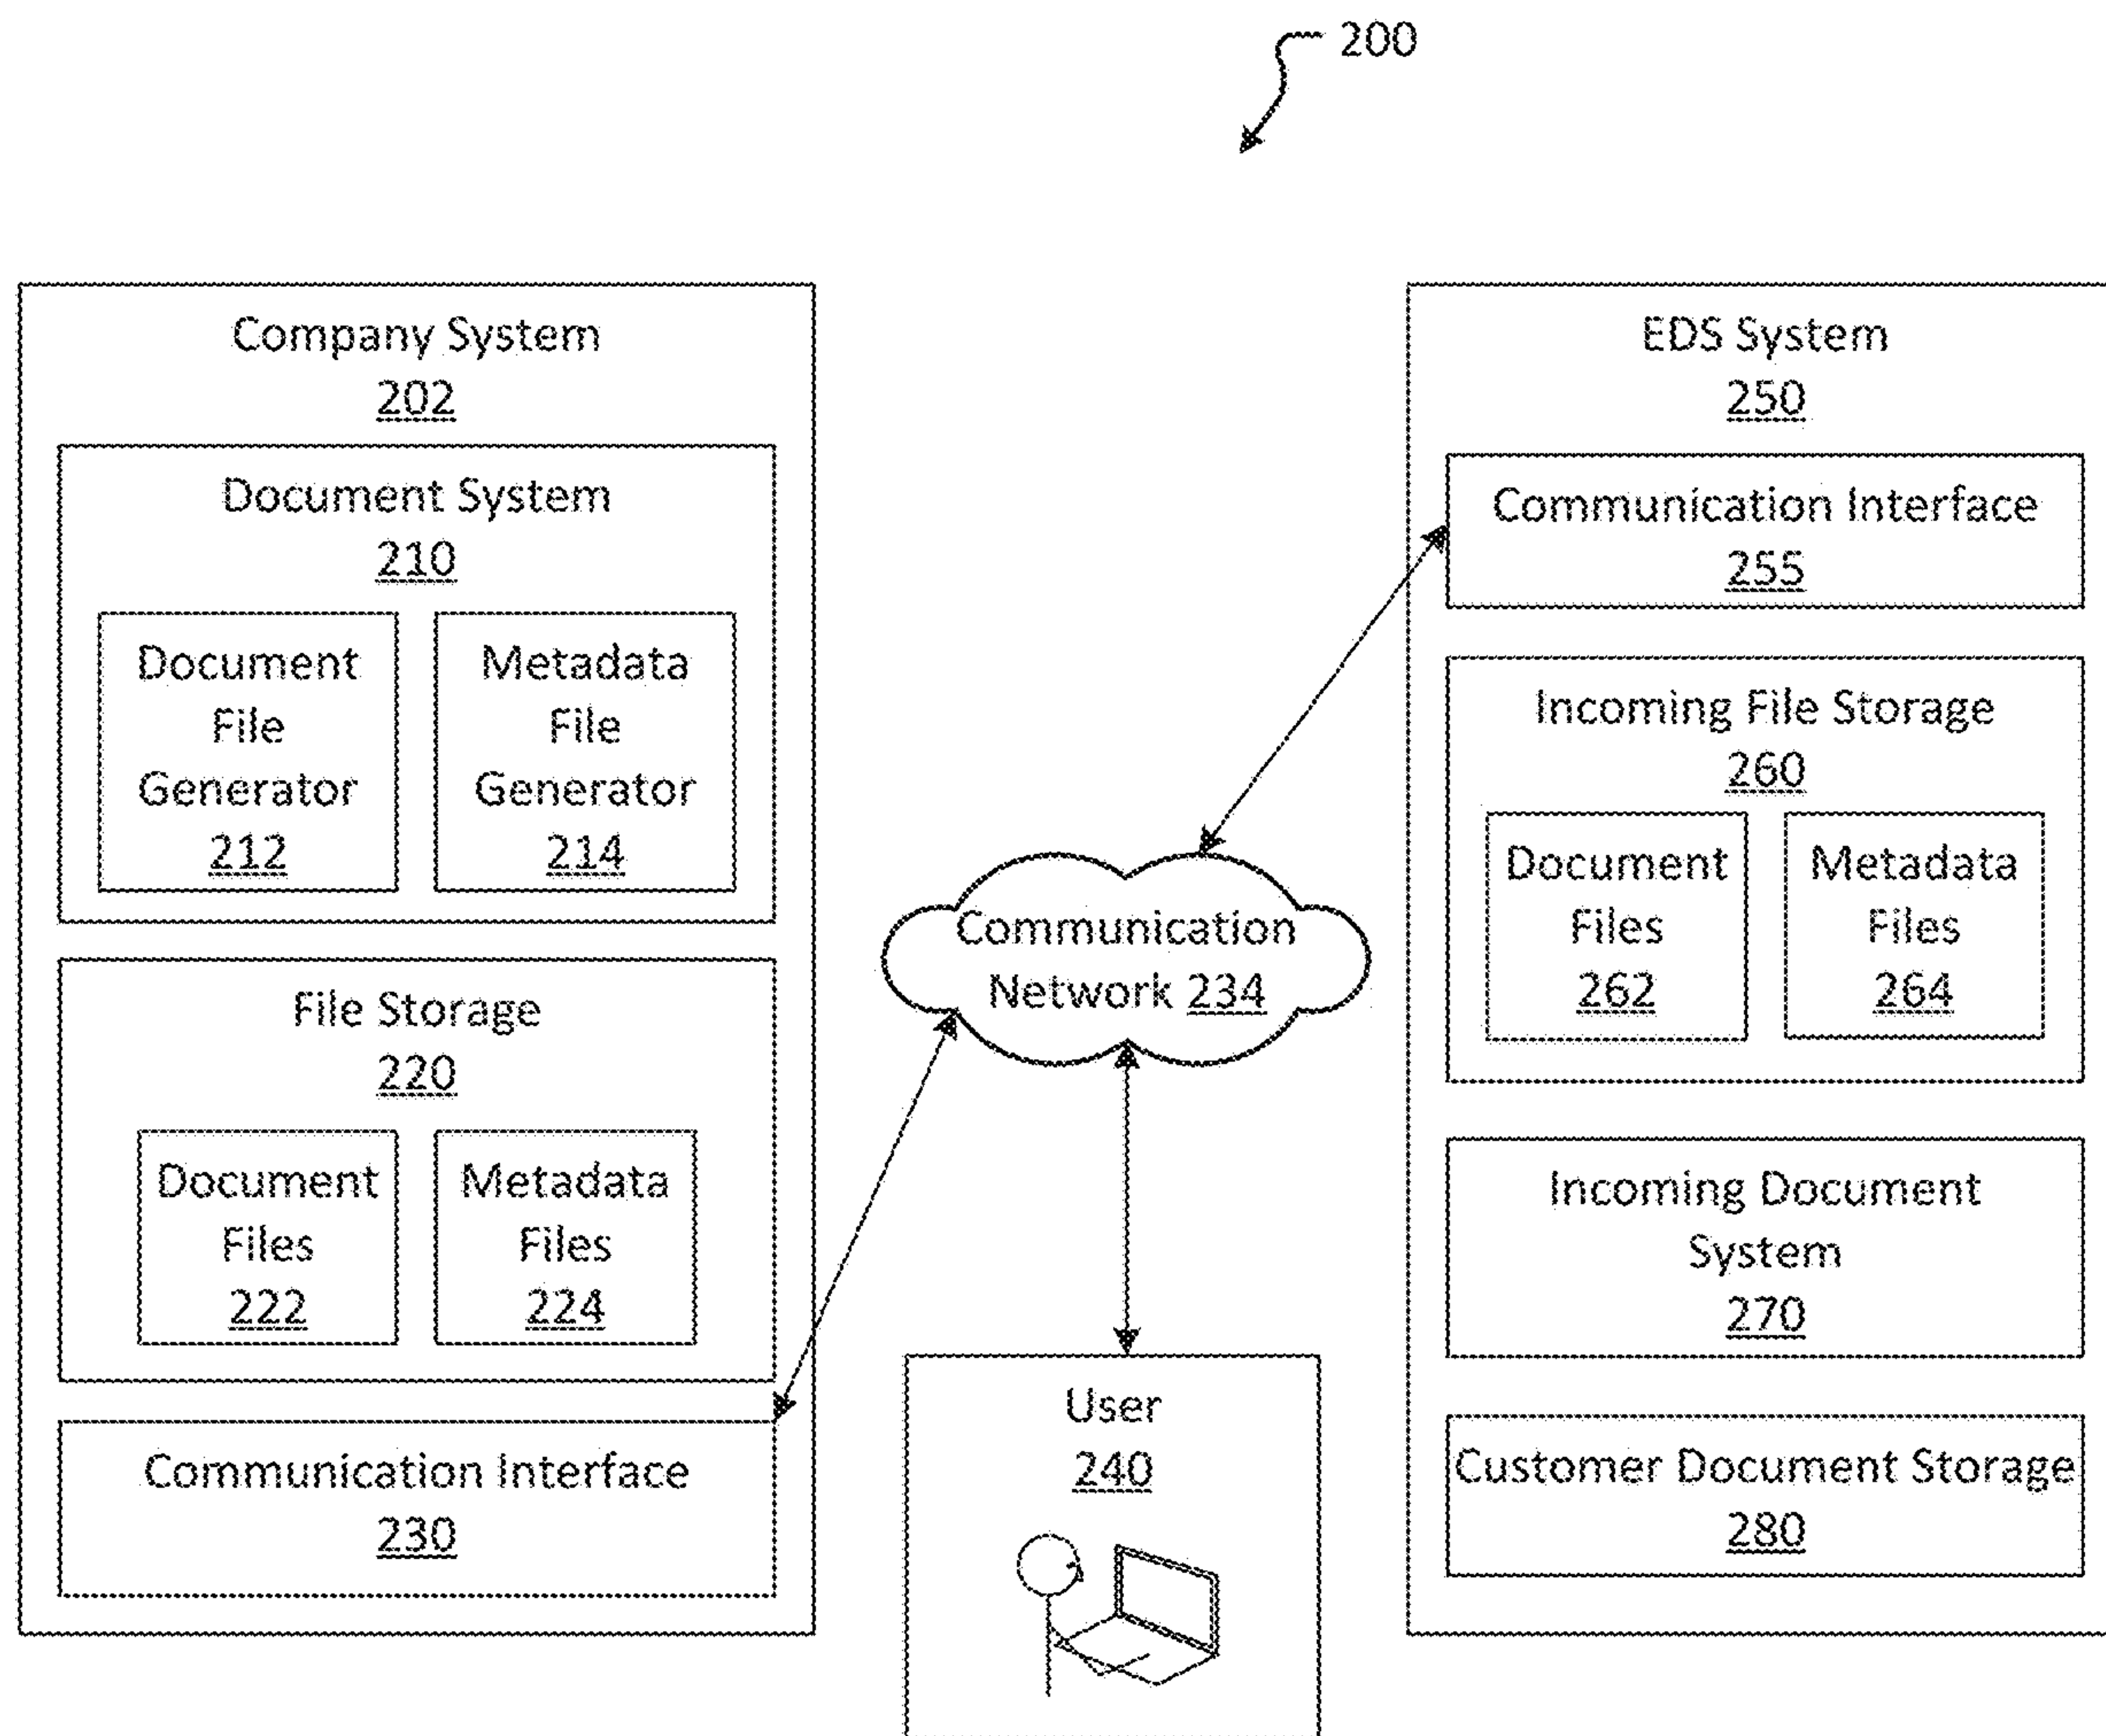 200
Company System
202
Document System
210
Document
File
Generator
212
Metadata
File
Generator
214
File Storage
220
Document
Files
222
Metadata
Files
224
Communication Interface
230
Communication
Network 234
User
240
EDS System
250
Communication Interface
255
Incoming File Storage
260
Document
Files
262
Metadata
Files
264
Incoming Document
System
270
Customer Document Storage
280